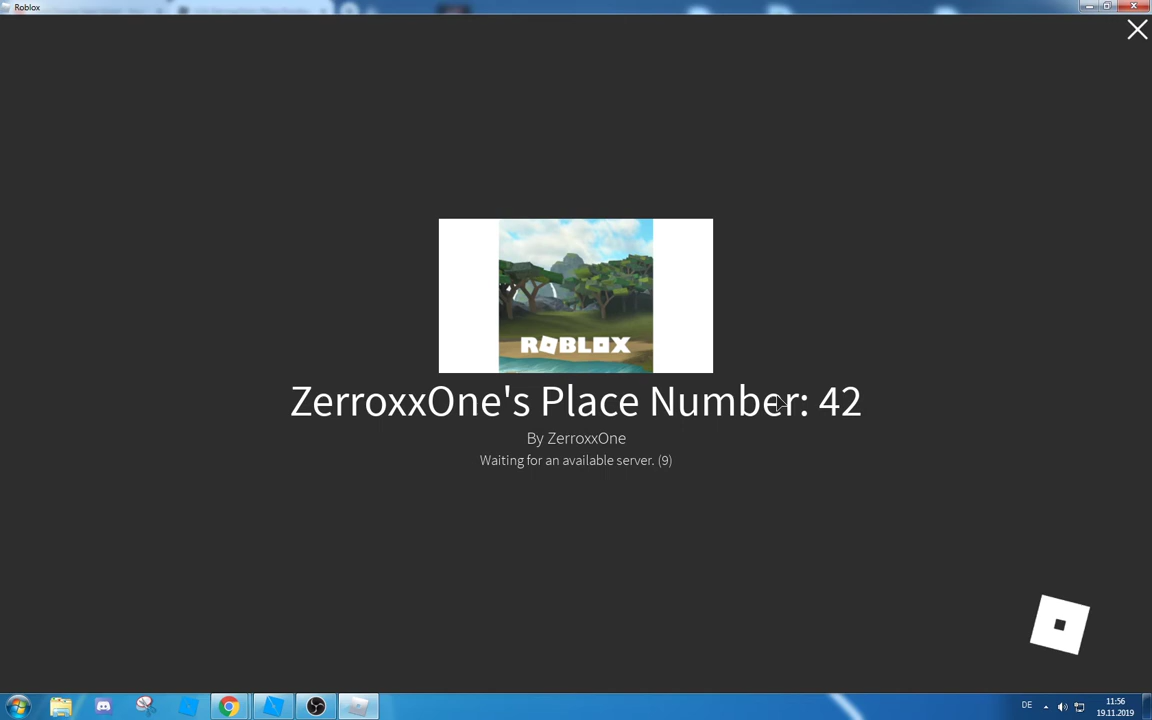 Roblox
ROBLOX
ZerroxxOne's Place Number: 42
By ZerroxxOne
Waiting for an available server. (9)
DE
11:56
19.11.2019